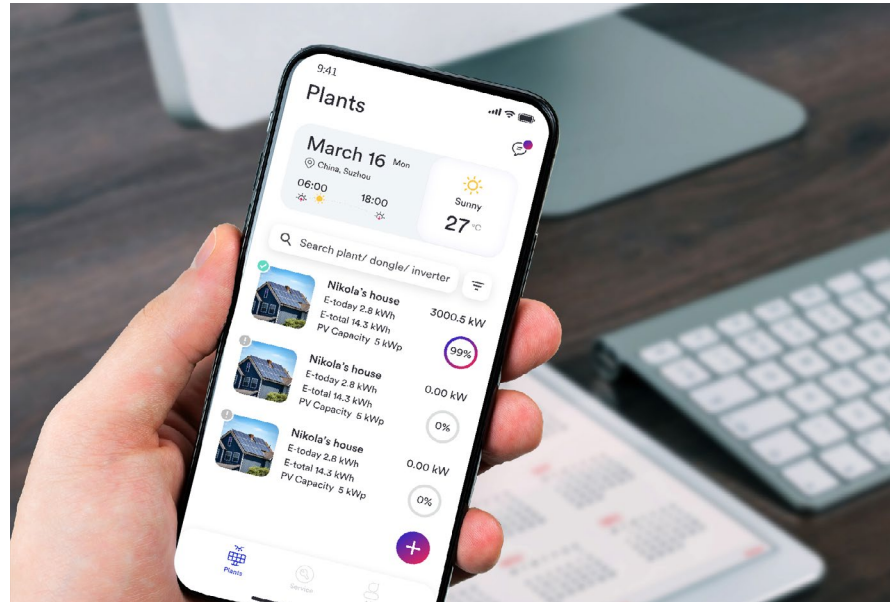 9:41
Plants
March 16 Mon
China, Suzhou
06:00
18:00
Sunny
27 °C
Search plant/ dongle/ inverter
Nikola's house
E-today 2.8 kWh
E-total 14.3 kWh
PV Capacity 5 kWp
3000.5 kW
99%
Nikola's house
E-today 2.8 kWh
E-total 14.3 kWh
PV Capacity 5 kWp
0.00 kW
0%
Nikola's house
E-today 2.8 kWh
E-total 14.3 kWh
PV Capacity 5 kWp
0.00 kW
0%
+
Plants
Service